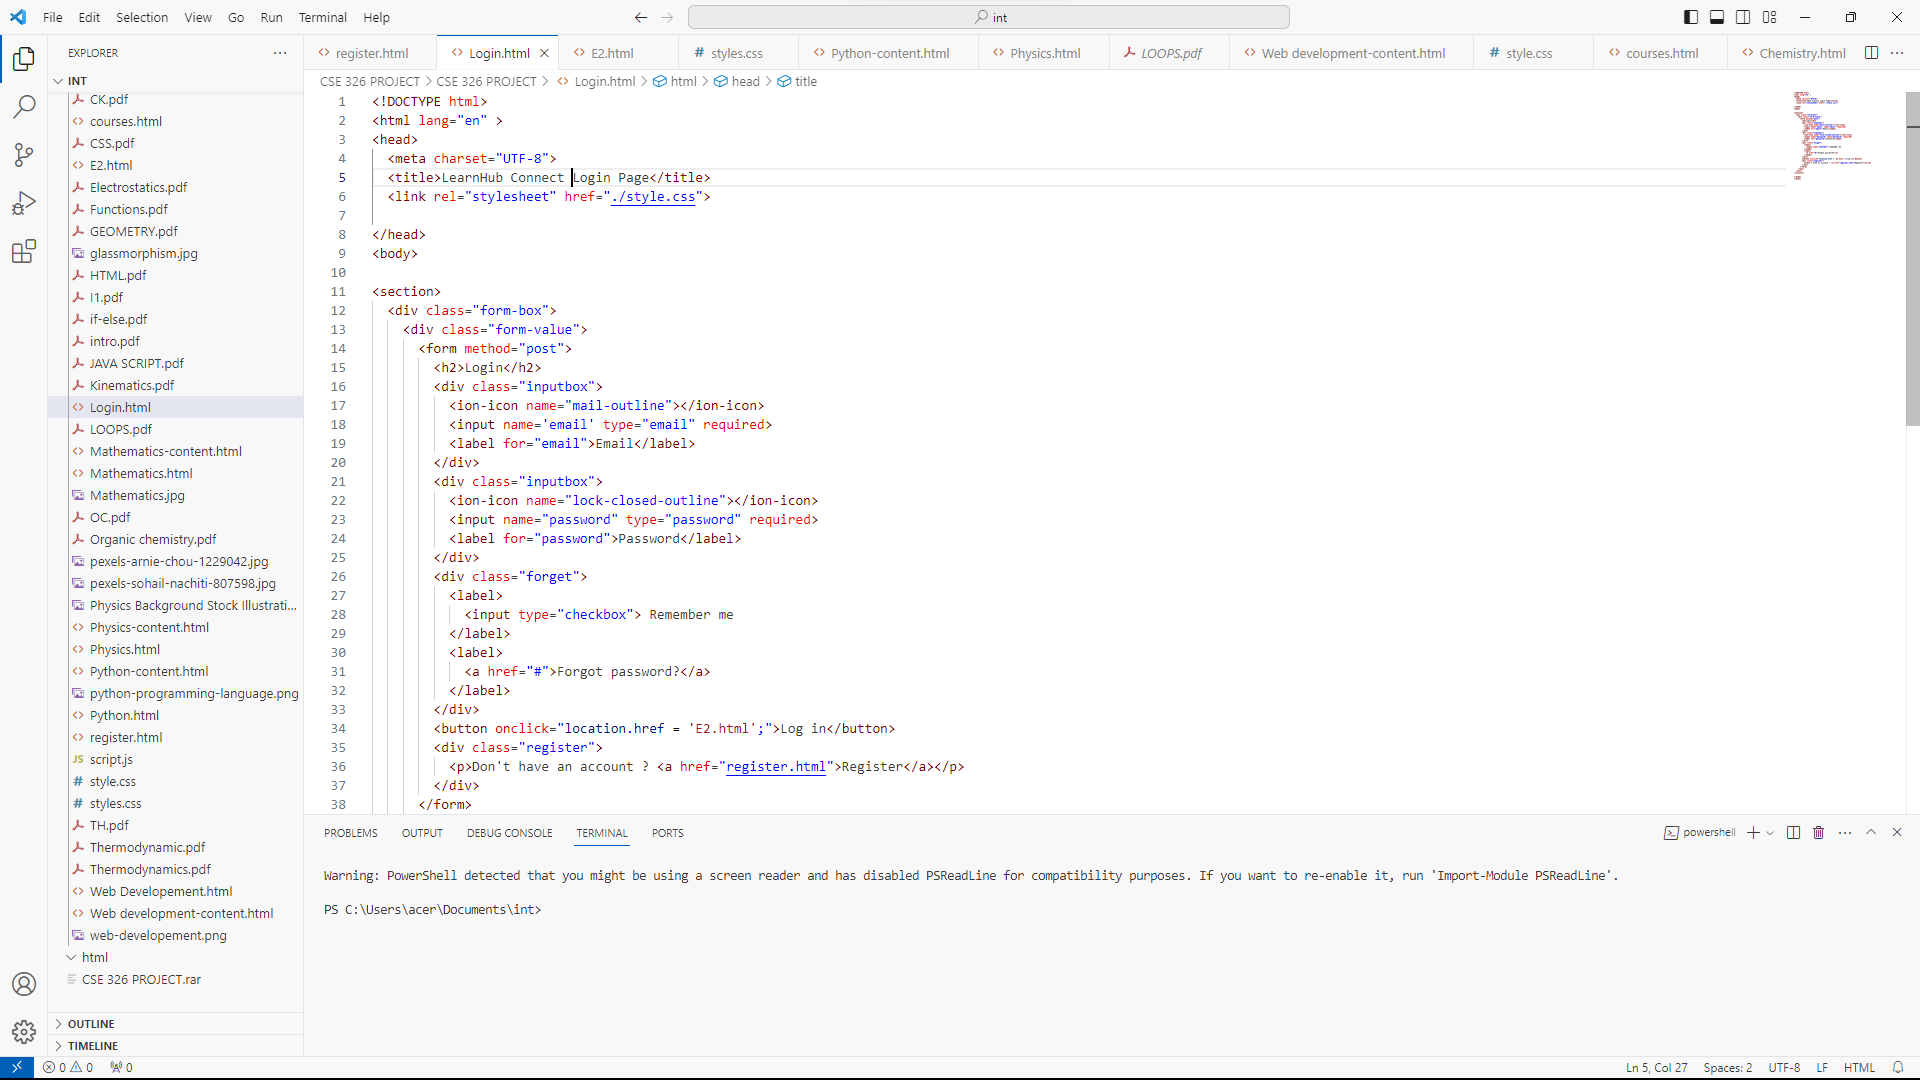 File Edit Selection View Go Run Terminal Help
int
EXPLORER
register.html
Login.html
E2.html
styles.css
Python-content.html
Physics.html
LOOPS.pdf
Web development-content.html
style.css
courses.html
Chemistry.html
CSE 326 PROJECT > CSE 326 PROJECT > Login.html > html > head > title
INT
CK.pdf
courses.html
CSS.pdf
E2.html
Electrostatics.pdf
Functions.pdf
GEOMETRY.pdf
glassmorphism.jpg
HTML.pdf
I1.pdf
if-else.pdf
intro.pdf
JAVA SCRIPT.pdf
Kinematics.pdf
Login.html
LOOPS.pdf
Mathematics-content.html
Mathematics.html
Mathematics.jpg
OC.pdf
Organic chemistry.pdf
pexels-arnie-chou-1229042.jpg
pexels-sohail-nachiti-807598.jpg
Physics Background Stock Illustrati...
Physics-content.html
Physics.html
Python-content.html
python-programming-language.png
Python.html
register.html
JS script.js
# style.css
# styles.css
TH.pdf
Thermodynamic.pdf
Thermodynamics.pdf
Web Developement.html
Web development-content.html
web-developement.png
html
CSE 326 PROJECT.rar
OUTLINE
TIMELINE
1 <!DOCTYPE html>
2 <html lang="en" >
3 <head>
4 <meta charset="UTF-8">
5 <title>LearnHub Connect Login Page</title>
6 <link rel="stylesheet" href="./style.css">
7
8 </head>
9 <body>
10
11 <section>
12 <div class="form-box">
13 <div class="form-value">
14 <form method="post">
15 <h2>Login</h2>
16 <div class="inputbox">
17 <ion-icon name="mail-outline"></ion-icon>
18 <input name='email' type="email" required>
19 <label for="email">Email</label>
20 </div>
21 <div class="inputbox">
22 <ion-icon name="lock-closed-outline"></ion-icon>
23 <input name="password" type="password" required>
24 <label for="password">Password</label>
25 </div>
26 <div class="forget">
27 <label>
28 <input type="checkbox"> Remember me
29 </label>
30 <label>
31 <a href="#">Forgot password?</a>
32 </label>
33 </div>
34 <button onclick="location.href = 'E2.html';">Log in</button>
35 <div class="register">
36 <p>Don't have an account ? <a href="register.html">Register</a></p>
37 </div>
38 </form>
PROBLEMS OUTPUT DEBUG CONSOLE TERMINAL PORTS
powershell
Warning: PowerShell detected that you might be using a screen reader and has disabled PSReadLine for compatibility purposes. If you want to re-enable it, run 'Import-Module PSReadLine'.
PS C:\Users\acer\Documents\int>
0 0 0
Ln 5, Col 27 Spaces: 2 UTF-8 LF HTML